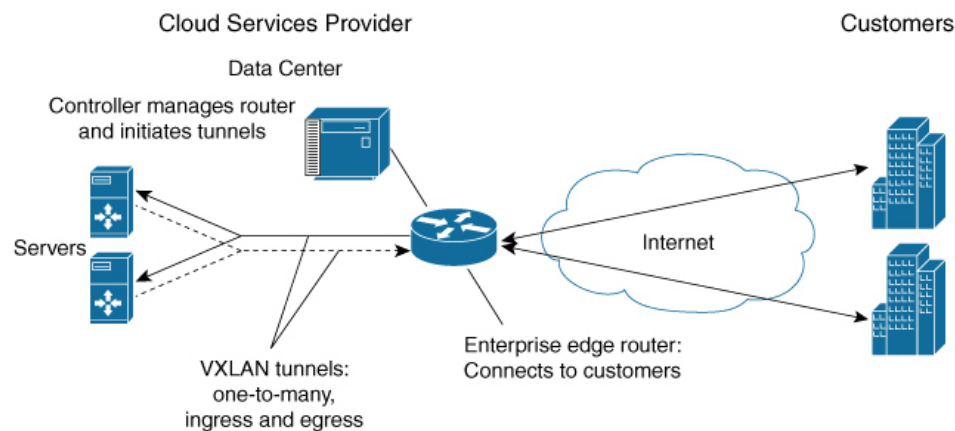 Cloud Services Provider
Customers
Data Center
Controller manages router
and initiates tunnels
Servers
Internet
VXLAN tunnels:
one-to-many,
ingress and egress
Enterprise edge router:
Connects to customers